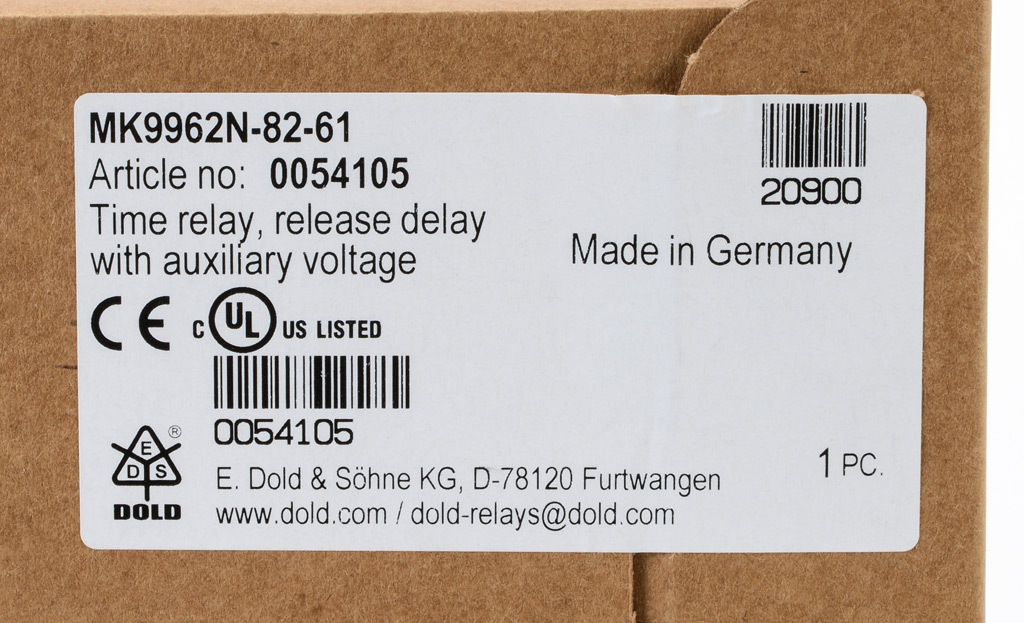 MK9962N-82-61
Article no: 0054105
Time relay, release delay
with auxiliary voltage
20900
Made in Germany
CE C UL US LISTED
0054105
®
E
D S
DOLD
E. Dold & Söhne KG, D-78120 Furtwangen
www.dold.com / dold-relays@dold.com
1 PC.